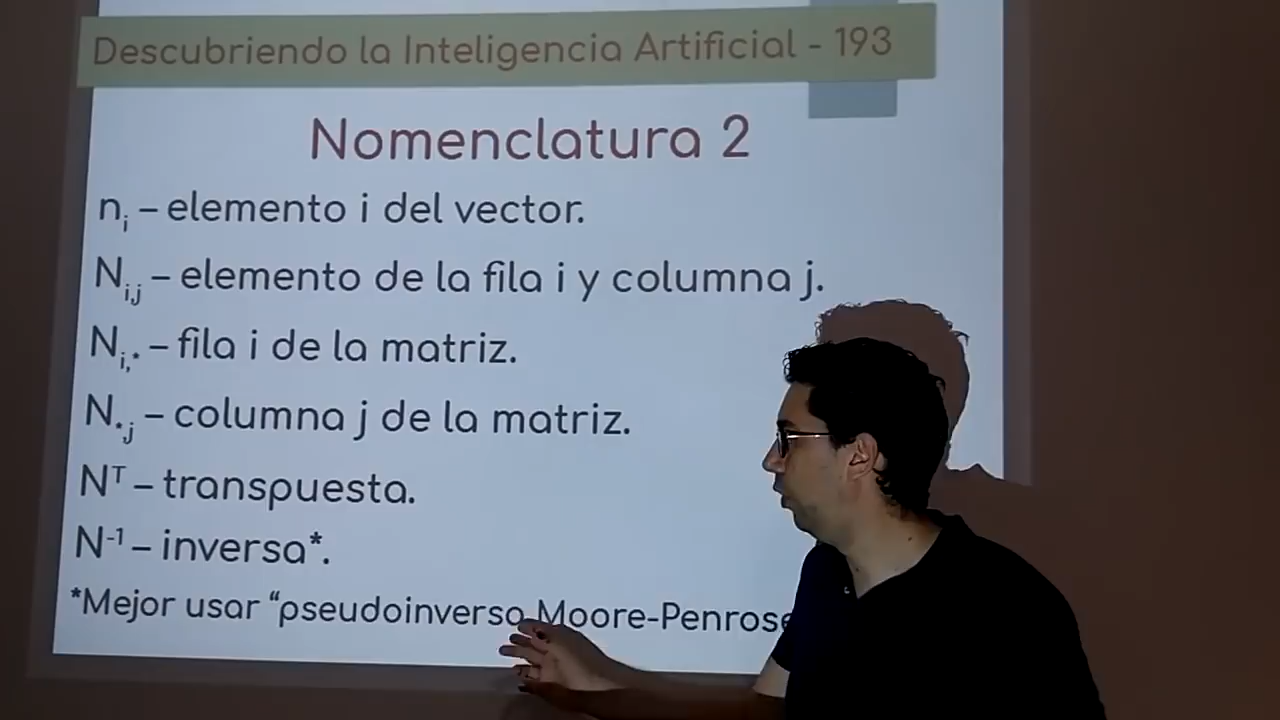 Descubriendo la Inteligencia Artificial - 193
Nomenclatura 2
nᵢ – elemento i del vector.
Nᵢ,ⱼ – elemento de la fila i y columna j.
Nᵢ,* – fila i de la matriz.
N*,ⱼ – columna j de la matriz.
Nᵀ – transpuesta.
N⁻¹ – inversa*.
*Mejor usar “pseudoinversa Moore-Penrose